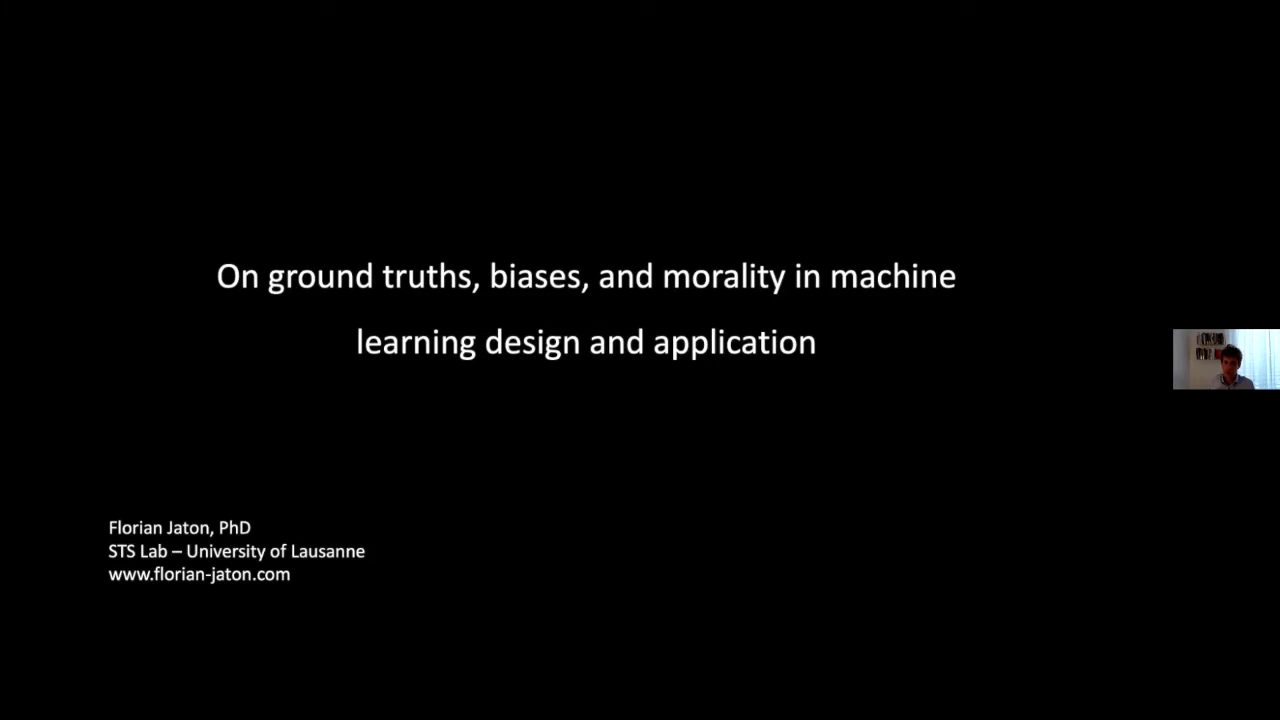 On ground truths, biases, and morality in machine
learning design and application
Florian Jaton, PhD
STS Lab – University of Lausanne
www.florian-jaton.com